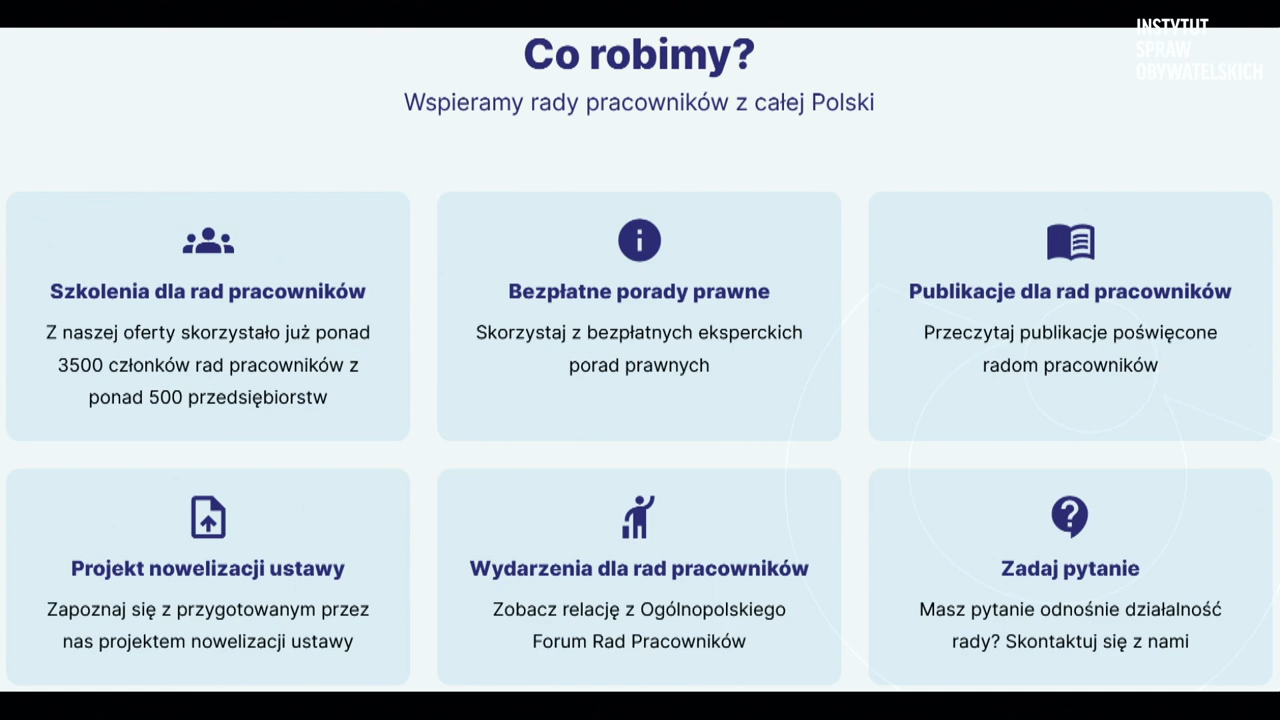 INSTYTUT
SPRAW
OBYWATELSKICH
Co robimy?
Wspieramy rady pracowników z całej Polski
Szkolenia dla rad pracowników
Z naszej oferty skorzystało już ponad
3500 członków rad pracowników z
ponad 500 przedsiębiorstw
Bezpłatne porady prawne
Skorzystaj z bezpłatnych eksperckich
porad prawnych
Publikacje dla rad pracowników
Przeczytaj publikacje poświęcone
radom pracowników
Projekt nowelizacji ustawy
Zapoznaj się z przygotowanym przez
nas projektem nowelizacji ustawy
Wydarzenia dla rad pracowników
Zobacz relację z Ogólnopolskiego
Forum Rad Pracowników
Zadaj pytanie
Masz pytanie odnośnie działalność
rady? Skontaktuj się z nami